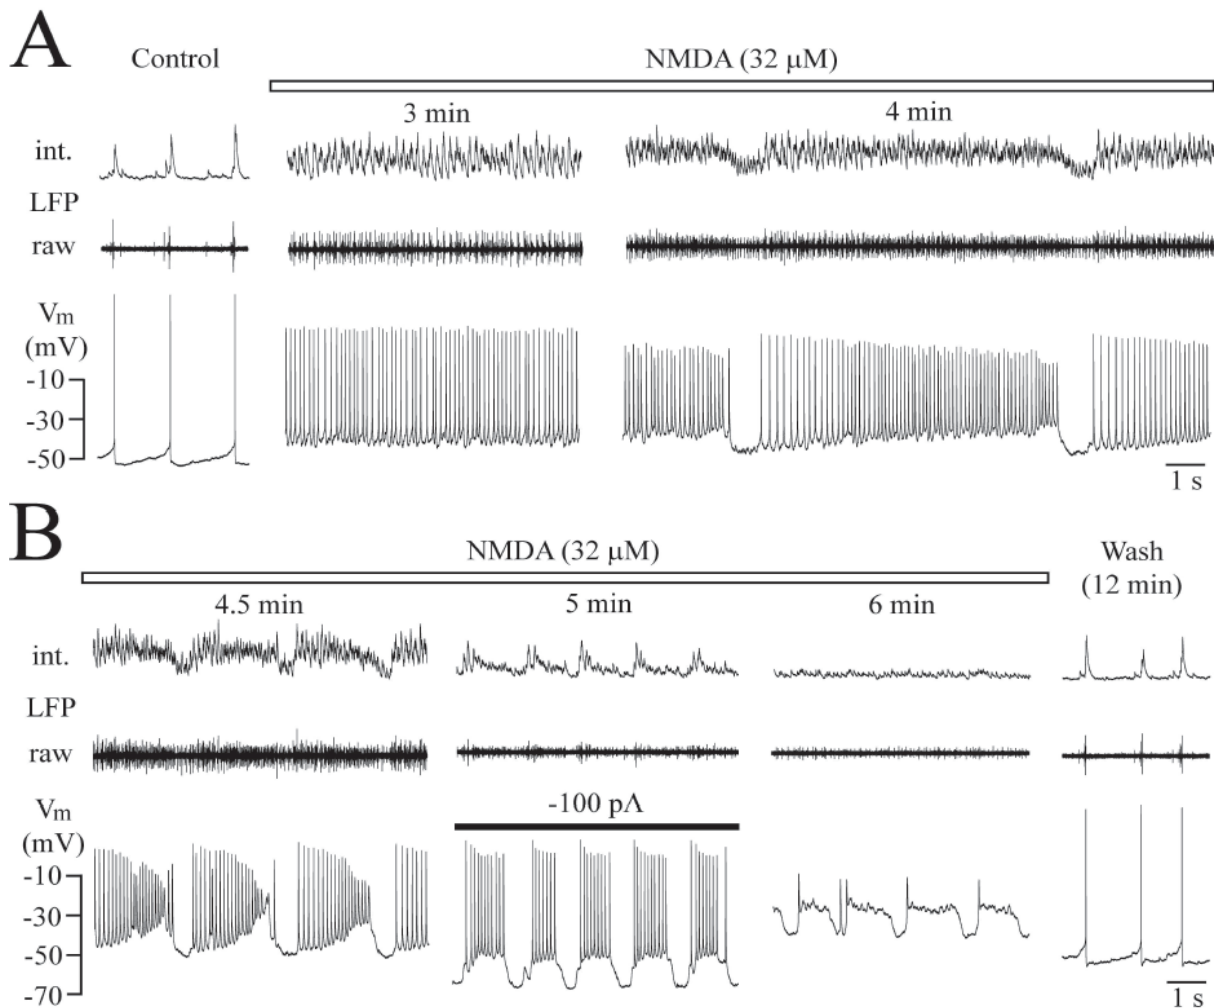 A
Control
NMDA (32 µM)
3 min
4 min
int.
LFP
raw
Vm
(mV)
-10
-30
-50
1 s
B
NMDA (32 µM)
Wash
(12 min)
4.5 min
5 min
6 min
int.
LFP
raw
-100 pA
Vm
(mV)
-10
-30
-50
-70
1 s